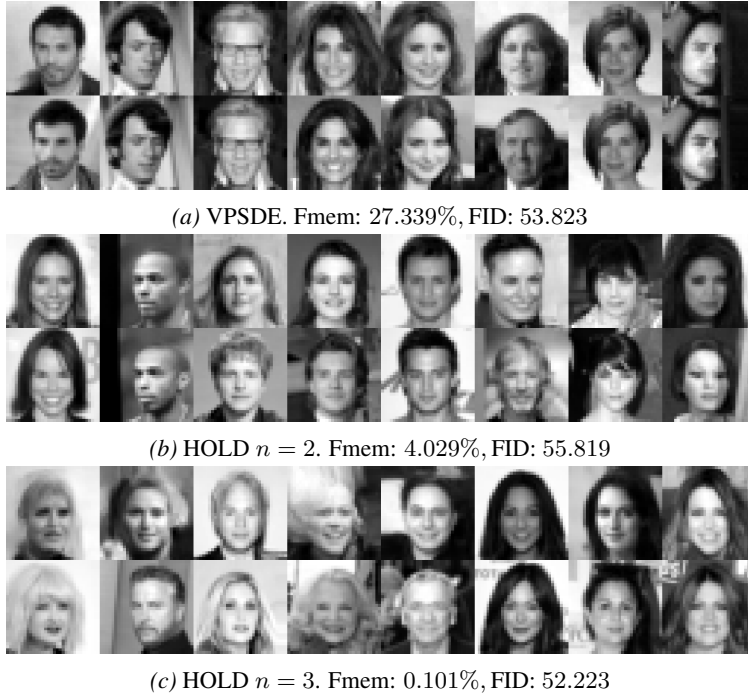 (a) VPSDE. Fmem: 27.339%, FID: 53.823
(b) HOLD n = 2. Fmem: 4.029%, FID: 55.819
(c) HOLD n = 3. Fmem: 0.101%, FID: 52.223